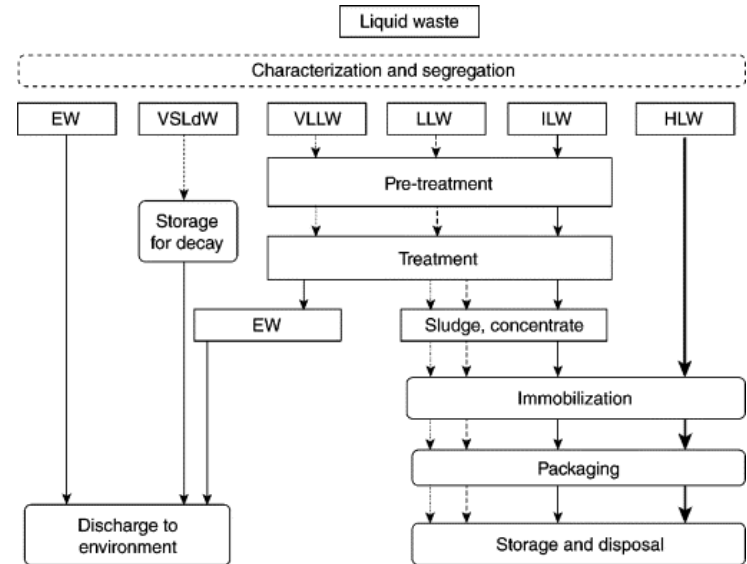 Liquid waste
Characterization and segregation
EW
VSLdW
VLLW
LLW
ILW
HLW
Pre-treatment
Storage
for decay
Treatment
EW
Sludge, concentrate
Immobilization
Packaging
Discharge to
environment
Storage and disposal